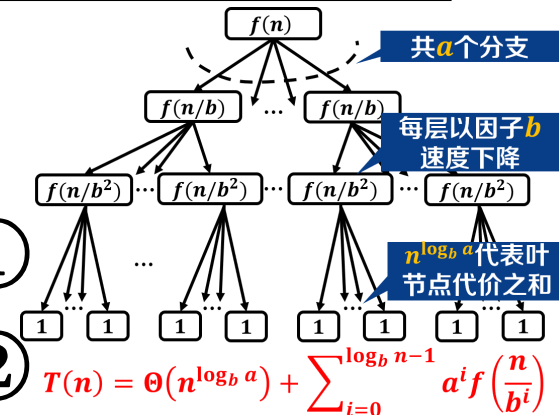 f(n)
共a个分支
f(n/b) ... f(n/b)
每层以因子b
速度下降
f(n/b²) ... f(n/b²) ... f(n/b²) ... f(n/b²)
...
n^{log_b a}代表叶
节点代价之和
... ... ... ...
1 1 1 1 1 1 1 1
2
T(n) = Θ(n^{log_b a}) + ∑_{i=0}^{log_b n−1} a^i f(n/b^i)